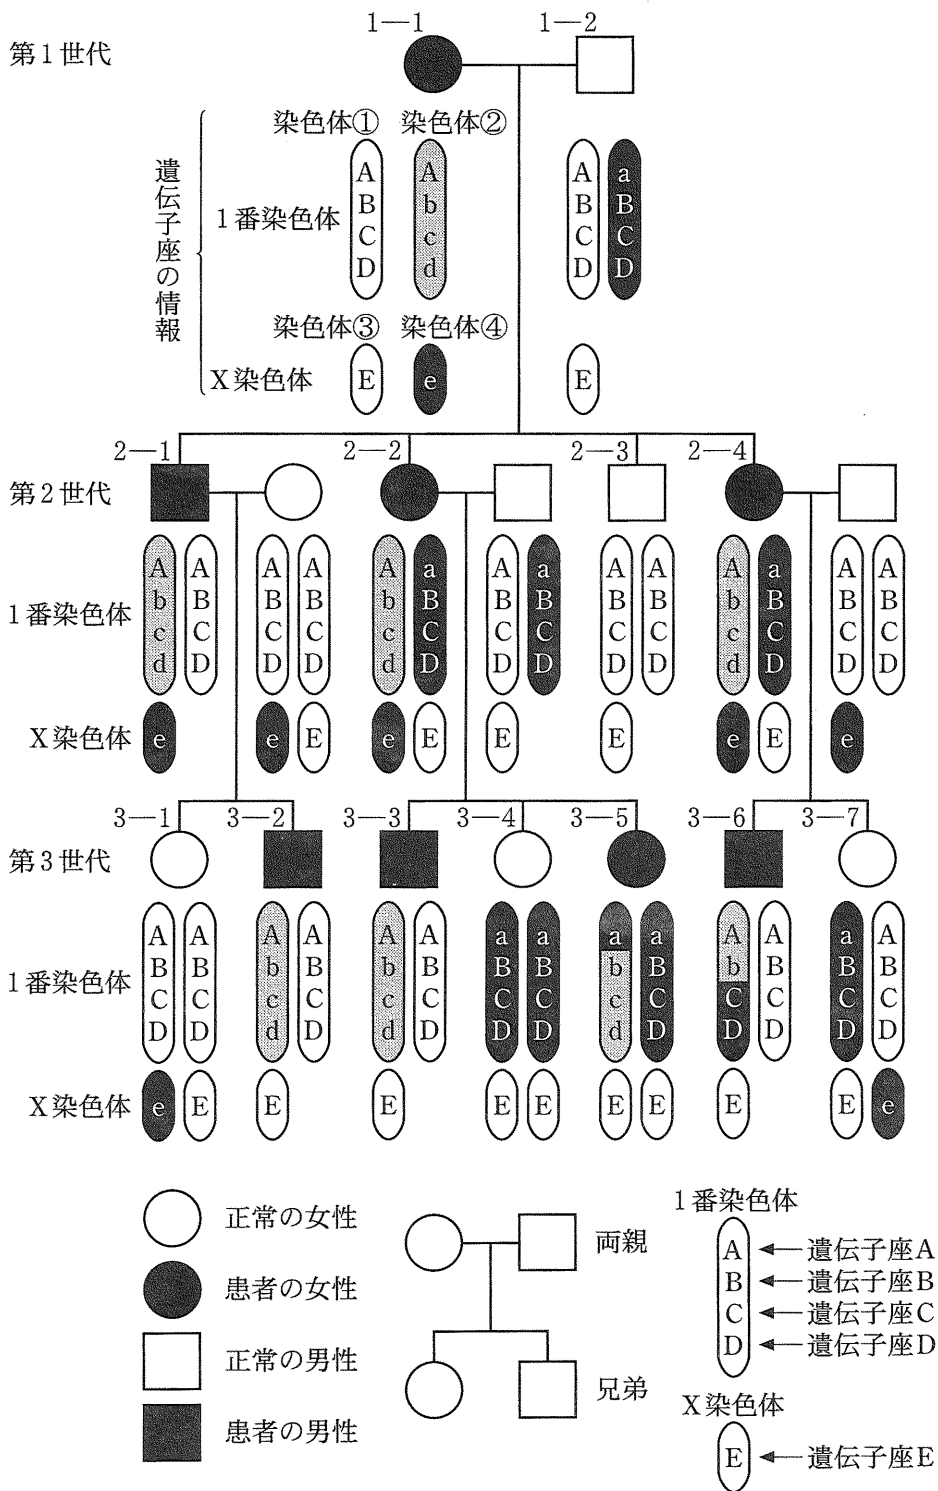 1—1 1—2
第1世代
染色体① 染色体②
遺伝子座の情報
1番染色体
A A A a
B b B B
C c C C
D d D D
染色体③ 染色体④
X染色体 E e E
2—1 2—2 2—3 2—4
第2世代
1番染色体
A A A A A a A a A A A a A A
b B B B b B B B B B b B B B
c C C C c C C C C C c C C C
d D D D d D D D D D d D D D
X染色体 e e E e E E E e E e
3—1 3—2 3—3 3—4 3—5 3—6 3—7
第3世代
1番染色体
A A A A A A a a a a A A a A
B B b B b B B B b B b B B B
C C c C c C C C c C C C C C
D D d D d D D D d D D D D D
X染色体 e E E E E E E E E E e
正常の女性
患者の女性
正常の男性
患者の男性
両親
兄弟
1番染色体
A 遺伝子座A
B 遺伝子座B
C 遺伝子座C
D 遺伝子座D
X染色体
E 遺伝子座E